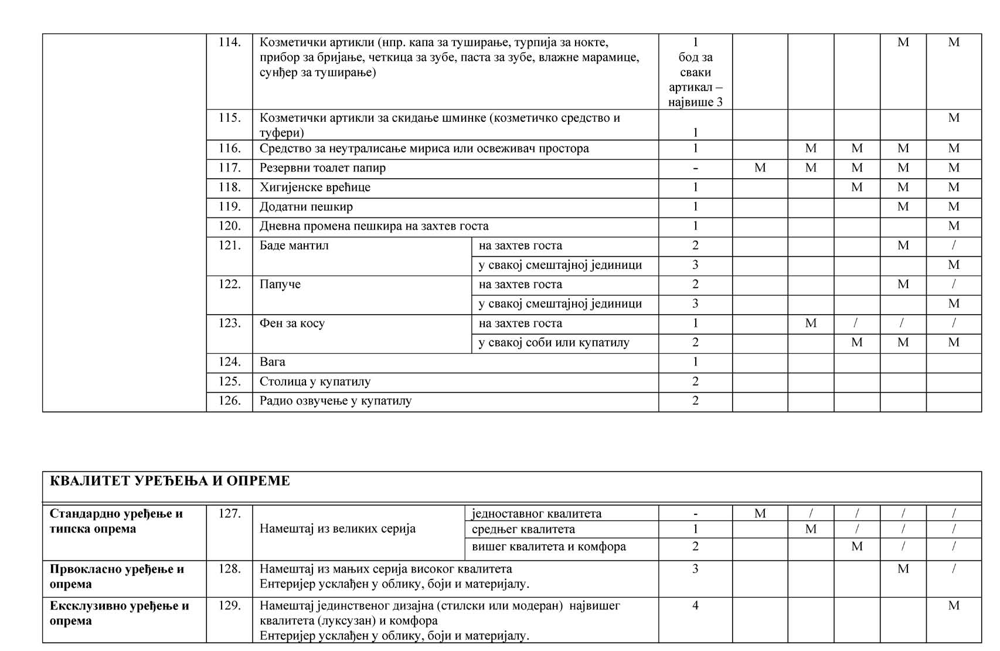 114. Козметички артикли (нпр. капа за туширање, турпија за нокте, 1 М М
прибор за бријање, четкица за зубе, паста за зубе, влажне марамице, бод за
сунђер за туширање) сваки
артикал –
највише 3
115. Козметички артикли за скидање шминке (козметичко средство и М
туфери) 1
116. Средство за неутралисање мириса или освеживач простора 1 М М М М
117. Резервни тоалет папир - М М М М М
118. Хигијенске врећице 1 М М М
119. Додатни пешкир 1 М М
120. Дневна промена пешкира на захтев госта 1 М
121. Баде мантил на захтев госта 2 М /
у свакој смештајној јединици 3 М
122. Папуче на захтев госта 2 М /
у свакој смештајној јединици 3 М
123. Фен за косу на захтев госта 1 М / / /
у свакој соби или купатилу 2 М М М
124. Вага 1
125. Столица у купатилу 2
126. Радио озвучење у купатилу 2
КВАЛИТЕТ УРЕЂЕЊА И ОПРЕМЕ
Стандардно уређење и 127. једноставног квалитета - М / / / /
типска опрема Намештај из великих серија средњег квалитета 1 М / / /
вишег квалитета и комфора 2 М / /
Првокласно уређење и 128. Намештај из мањих серија високог квалитета 3 М /
опрема Ентеријер усклађен у облику, боји и материјалу.
Ексклузивно уређење и 129. Намештај јединственог дизајна (стилски или модеран) највишег 4 М
опрема квалитета (луксузан) и комфора
Ентеријер усклађен у облику, боји и материјалу.